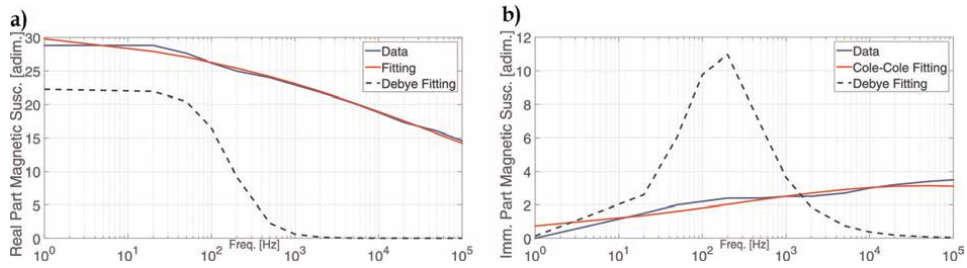 a)
Real Part Magnetic Susc. [adim.]
30
25
20
15
10
5
0
Data
Fitting
Debye Fitting
10^0
10^1
10^2
10^3
10^4
10^5
Freq. [Hz]
b)
Imm. Part Magnetic Susc. [adim.]
12
10
8
6
4
2
0
Data
Cole-Cole Fitting
Debye Fitting
10^0
10^1
10^2
10^3
10^4
10^5
Freq. [Hz]